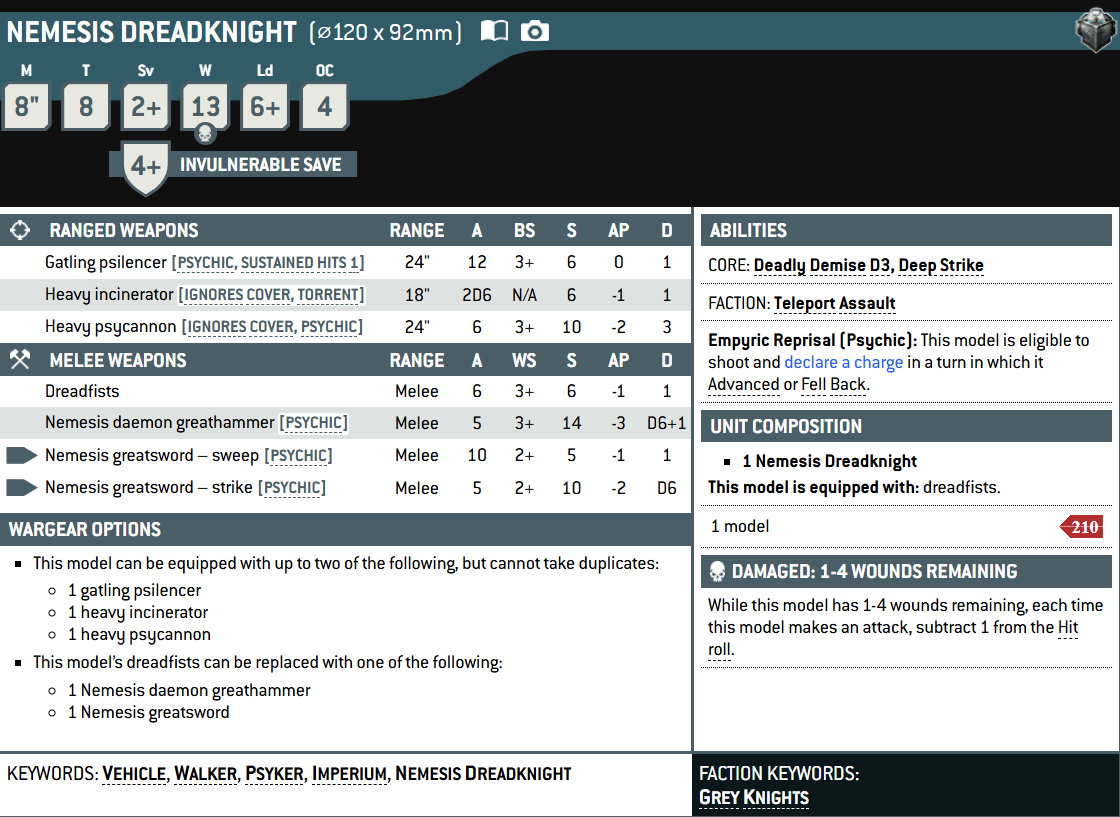 NEMESIS DREADKNIGHT (⌀120 x 92mm)
M T Sv W Ld OC
8" 8 2+ 13 6+ 4
4+ INVULNERABLE SAVE
RANGED WEAPONS RANGE A BS S AP D
Gatling psilencer [PSYCHIC, SUSTAINED HITS 1] 24" 12 3+ 6 0 1
Heavy incinerator [IGNORES COVER, TORRENT] 18" 2D6 N/A 6 -1 1
Heavy psycannon [IGNORES COVER, PSYCHIC] 24" 6 3+ 10 -2 3
MELEE WEAPONS RANGE A WS S AP D
Dreadfists Melee 6 3+ 6 -1 1
Nemesis daemon greathammer [PSYCHIC] Melee 5 3+ 14 -3 D6+1
Nemesis greatsword – sweep [PSYCHIC] Melee 10 2+ 5 -1 1
Nemesis greatsword – strike [PSYCHIC] Melee 5 2+ 10 -2 D6
WARGEAR OPTIONS
▪ This model can be equipped with up to two of the following, but cannot take duplicates:
◦ 1 gatling psilencer
◦ 1 heavy incinerator
◦ 1 heavy psycannon
▪ This model's dreadfists can be replaced with one of the following:
◦ 1 Nemesis daemon greathammer
◦ 1 Nemesis greatsword
ABILITIES
CORE: Deadly Demise D3, Deep Strike
FACTION: Teleport Assault
Empyric Reprisal (Psychic): This model is eligible to
shoot and declare a charge in a turn in which it
Advanced or Fell Back.
UNIT COMPOSITION
▪ 1 Nemesis Dreadknight
This model is equipped with: dreadfists.
1 model 210
DAMAGED: 1-4 WOUNDS REMAINING
While this model has 1-4 wounds remaining, each time
this model makes an attack, subtract 1 from the Hit
roll.
KEYWORDS: VEHICLE, WALKER, PSYKER, IMPERIUM, NEMESIS DREADKNIGHT
FACTION KEYWORDS:
GREY KNIGHTS